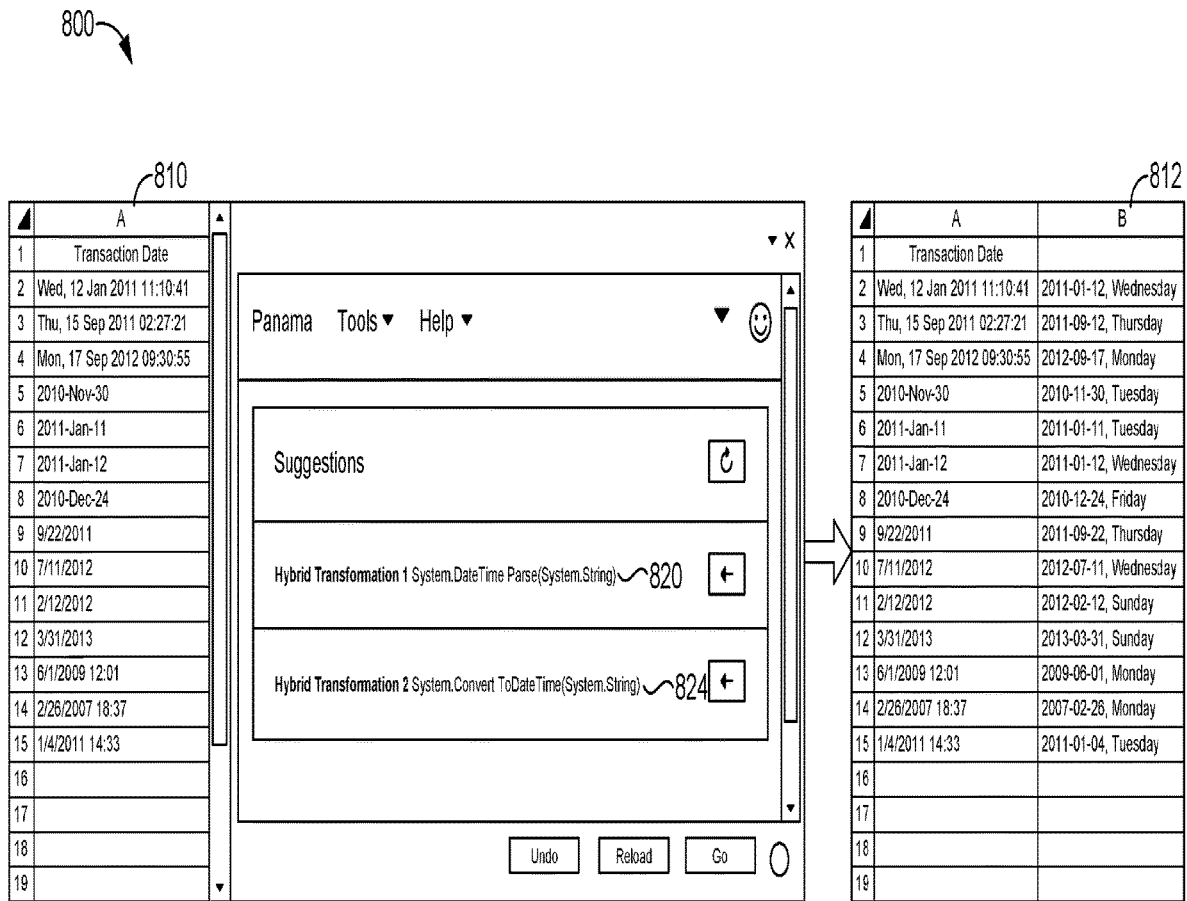 800
810
A
1 Transaction Date
2 Wed, 12 Jan 2011 11:10:41
3 Thu, 15 Sep 2011 02:27:21
4 Mon, 17 Sep 2012 09:30:55
5 2010-Nov-30
6 2011-Jan-11
7 2011-Jan-12
8 2010-Dec-24
9 9/22/2011
10 7/11/2012
11 2/12/2012
12 3/31/2013
13 6/1/2009 12:01
14 2/26/2007 18:37
15 1/4/2011 14:33
16
17
18
19
X
Panama Tools Help
Suggestions
Hybrid Transformation 1 System.DateTime Parse(System.String) 820
Hybrid Transformation 2 System.Convert ToDateTime(System.String) 824
Undo Reload Go
812
A B
1 Transaction Date
2 Wed, 12 Jan 2011 11:10:41 2011-01-12, Wednesday
3 Thu, 15 Sep 2011 02:27:21 2011-09-12, Thursday
4 Mon, 17 Sep 2012 09:30:55 2012-09-17, Monday
5 2010-Nov-30 2010-11-30, Tuesday
6 2011-Jan-11 2011-01-11, Tuesday
7 2011-Jan-12 2011-01-12, Wednesday
8 2010-Dec-24 2010-12-24, Friday
9 9/22/2011 2011-09-22, Thursday
10 7/11/2012 2012-07-11, Wednesday
11 2/12/2012 2012-02-12, Sunday
12 3/31/2013 2013-03-31, Sunday
13 6/1/2009 12:01 2009-06-01, Monday
14 2/26/2007 18:37 2007-02-26, Monday
15 1/4/2011 14:33 2011-01-04, Tuesday
16
17
18
19